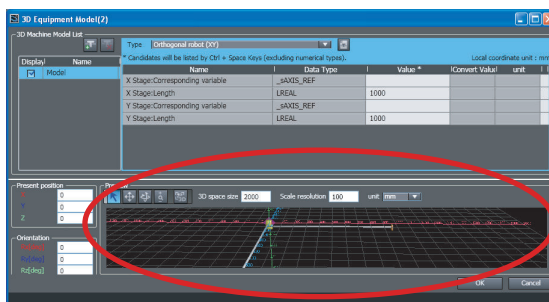 3D Equipment Model(2)
3D Machine Model List
Type Orthogonal robot (XY)
* Candidates will be listed by Ctrl + Space Keys (excluding numerical types). Local coordinate unit : mm
Display/ Name
Model
Name Data Type Value * Convert Value unit
X Stage:Corresponding variable _sAXIS_REF
X Stage:Length LREAL 1000
Y Stage:Corresponding variable _sAXIS_REF
Y Stage:Length LREAL 1000
Present position
X 0
Y 0
Z 0
3D space size 2000 Scale resolution 100 unit mm
Orientation
0
Ry[deg] 0
Rz[deg] 0
OK Cancel